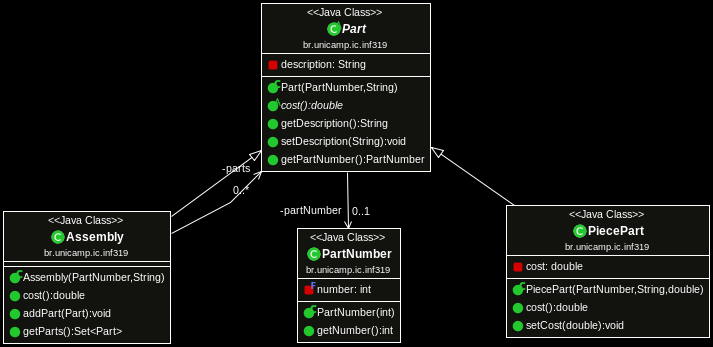 <<Java Class>>
Part
br.unicamp.ic.inf319
description: String
Part(PartNumber,String)
cost():double
getDescription():String
setDescription(String):void
getPartNumber():PartNumber
-parts
0..*
-partNumber
0..1
<<Java Class>>
Assembly
br.unicamp.ic.inf319
Assembly(PartNumber,String)
cost():double
addPart(Part):void
getParts():Set<Part>
<<Java Class>>
PartNumber
br.unicamp.ic.inf319
number: int
PartNumber(int)
getNumber():int
<<Java Class>>
PiecePart
br.unicamp.ic.inf319
cost: double
PiecePart(PartNumber,String,double)
cost():double
setCost(double):void